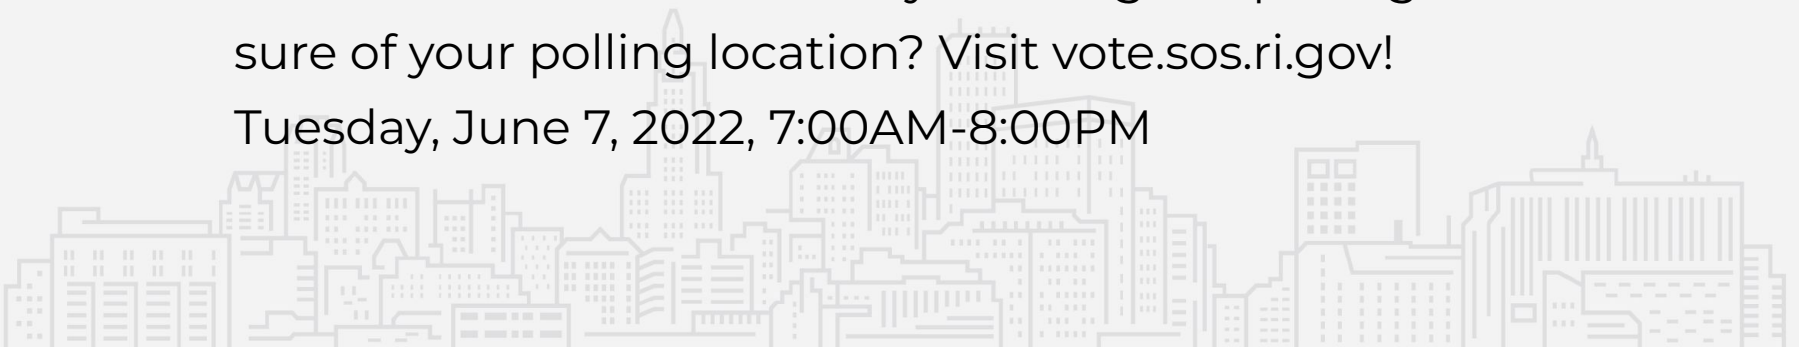 sure of your polling location? Visit vote.sos.ri.gov!
Tuesday, June 7, 2022, 7:00AM-8:00PM